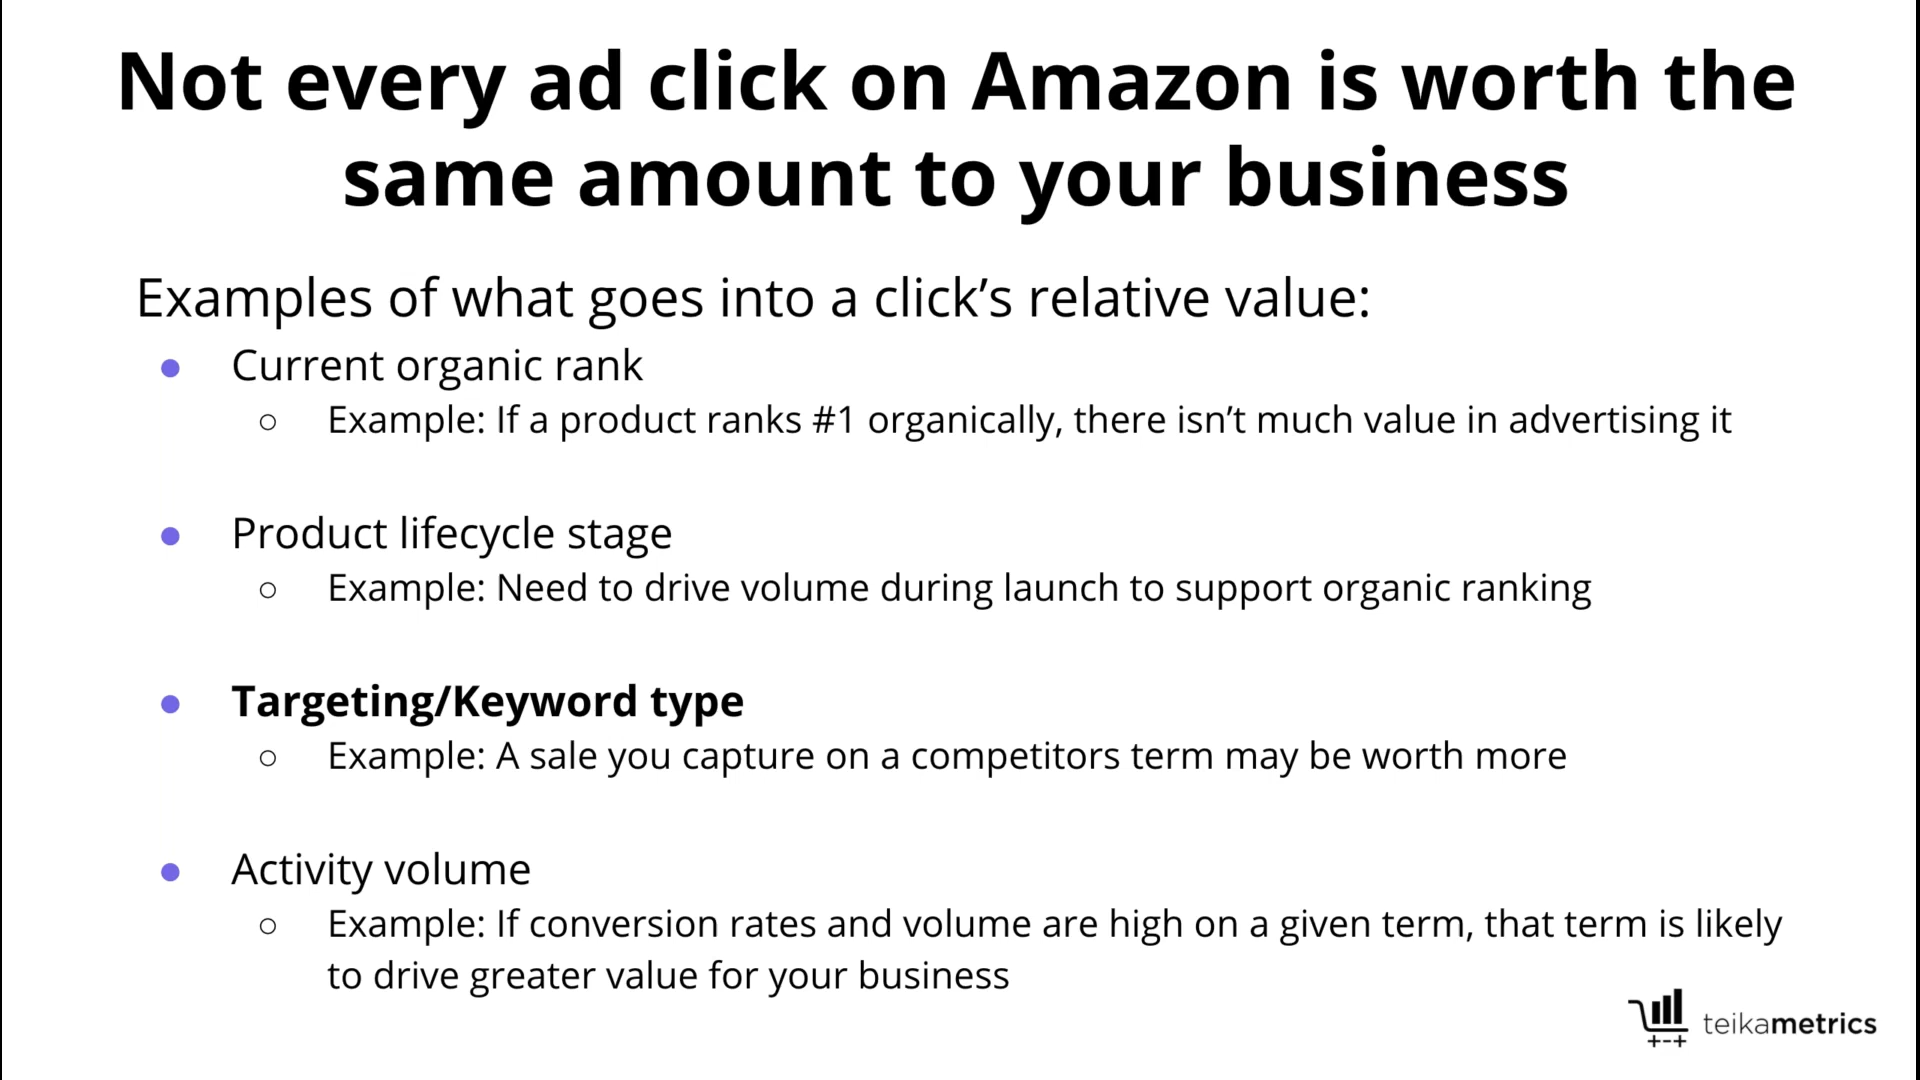 Not every ad click on Amazon is worth the
same amount to your business
Examples of what goes into a click’s relative value:
● Current organic rank
○ Example: If a product ranks #1 organically, there isn’t much value in advertising it
● Product lifecycle stage
○ Example: Need to drive volume during launch to support organic ranking
● Targeting/Keyword type
○ Example: A sale you capture on a competitors term may be worth more
● Activity volume
○ Example: If conversion rates and volume are high on a given term, that term is likely
to drive greater value for your business
teikametrics